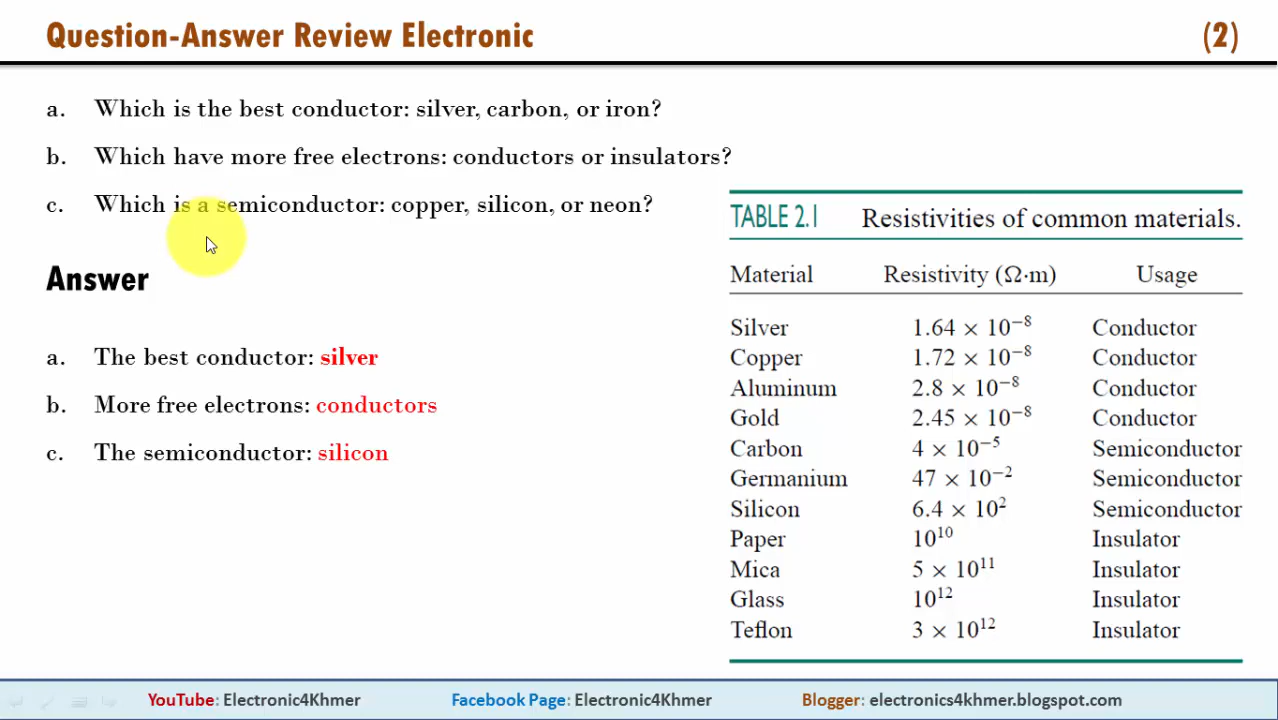 Question-Answer Review Electronic (2)
a. Which is the best conductor: silver, carbon, or iron?
b. Which have more free electrons: conductors or insulators?
c. Which is a semiconductor: copper, silicon, or neon?
Answer
a. The best conductor: silver
b. More free electrons: conductors
c. The semiconductor: silicon
TABLE 2.1 Resistivities of common materials.
Material Resistivity (Ω·m) Usage
Silver 1.64 × 10⁻⁸ Conductor
Copper 1.72 × 10⁻⁸ Conductor
Aluminum 2.8 × 10⁻⁸ Conductor
Gold 2.45 × 10⁻⁸ Conductor
Carbon 4 × 10⁻⁵ Semiconductor
Germanium 47 × 10⁻² Semiconductor
Silicon 6.4 × 10² Semiconductor
Paper 10¹⁰ Insulator
Mica 5 × 10¹¹ Insulator
Glass 10¹² Insulator
Teflon 3 × 10¹² Insulator
YouTube: Electronic4Khmer Facebook Page: Electronic4Khmer Blogger: electronics4khmer.blogspot.com